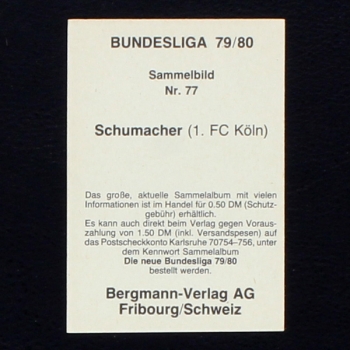 BUNDESLIGA 79/80
Sammelbild
Nr. 77
Schumacher (1. FC Köln)
Das große, aktuelle Sammelalbum mit vielen
Informationen ist im Handel für 0.50 DM (Schutz-
gebühr) erhältlich.
Es kann auch direkt beim Verlag gegen Voraus-
zahlung von 1.50 DM (inkl. Versandspesen) auf
das Postscheckkonto Karlsruhe 70754–756, unter
dem Kennwort Sammelalbum
Die neue Bundesliga 79/80
bestellt werden.
Bergmann-Verlag AG
Fribourg/Schweiz